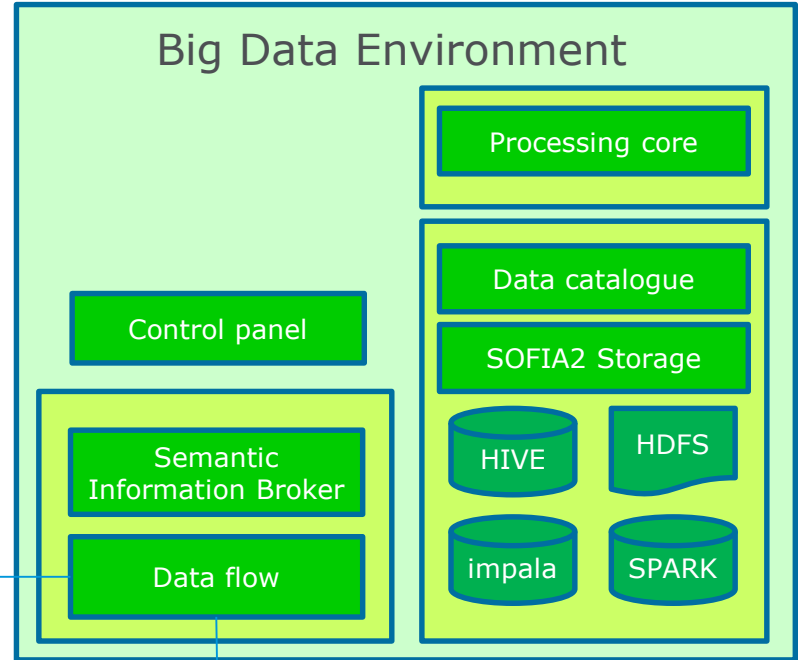 Big Data Environment
Processing core
Data catalogue
Control panel
SOFIA2 Storage
HIVE
HDFS
Semantic
Information Broker
impala
SPARK
Data flow